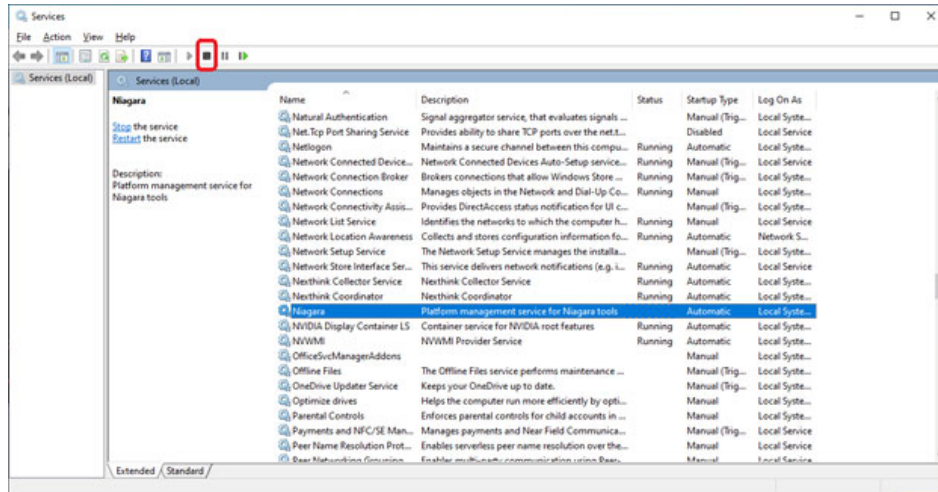 Services
File Action View Help
Services (Local)
Services (Local)
Niagara
Stop the service
Restart the service
Description:
Platform management service for
Niagara tools
Name Description Status Startup Type Log On As
Natural Authentication Signal aggregator service, that evaluates signals ... Manual (Trig... Local Syste...
Net.Tcp Port Sharing Service Provides ability to share TCP ports over the net.t... Disabled Local Service
Netlogon Maintains a secure channel between this compu... Running Automatic Local Syste...
Network Connected Device... Network Connected Devices Auto-Setup service... Running Manual (Trig... Local Service
Network Connection Broker Brokers connections that allow Windows Store ... Running Manual (Trig... Local Syste...
Network Connections Manages objects in the Network and Dial-Up Co... Running Manual Local Syste...
Network Connectivity Assis... Provides DirectAccess status notification for UI c... Manual (Trig... Local Syste...
Network List Service Identifies the networks to which the computer h... Running Manual Local Service
Network Location Awareness Collects and stores configuration information fo... Running Automatic Network S...
Network Setup Service The Network Setup Service manages the installa... Manual (Trig... Local Syste...
Network Store Interface Ser... This service delivers network notifications (e.g. i... Running Automatic Local Service
Nexthink Collector Service Nexthink Collector Service Running Automatic Local Syste...
Nexthink Coordinator Nexthink Coordinator Running Automatic Local Syste...
Niagara Platform management service for Niagara tools Automatic Local Syste...
NVIDIA Display Container LS Container service for NVIDIA root features Running Automatic Local Syste...
NVWMI NVWMI Provider Service Running Automatic Local Syste...
OfficeSvcManagerAddons Manual Local Syste...
Offline Files The Offline Files service performs maintenance ... Manual (Trig... Local Syste...
OneDrive Updater Service Keeps your OneDrive up to date. Manual (Trig... Local Syste...
Optimize drives Helps the computer run more efficiently by opti... Manual Local Syste...
Parental Controls Enforces parental controls for child accounts in ... Manual Local Syste...
Payments and NFC/SE Man... Manages payments and Near Field Communica... Manual (Trig... Local Service
Peer Name Resolution Prot... Enables serverless peer name resolution over the... Manual Local Service
Peer Networking Grouping Enables multi-party communication using Peer- Manual Local Service
Extended Standard